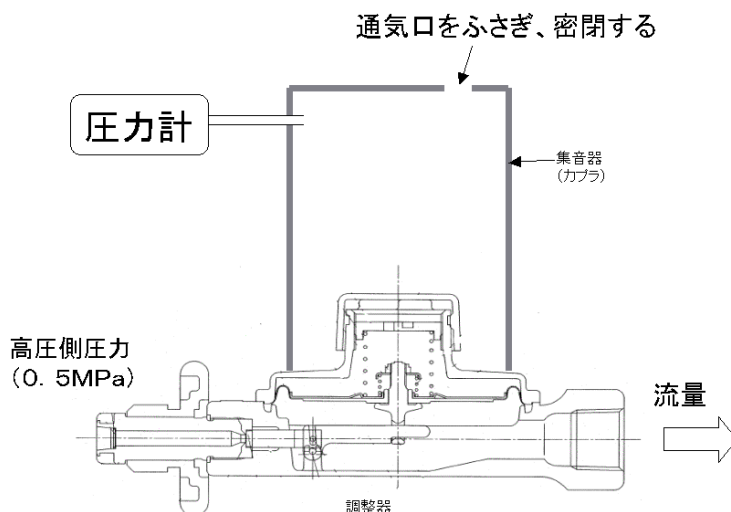 通気口をふさぎ、密閉する
圧力計
集音器
(カプラ)
高圧側圧力
(0.5MPa)
流量
調整器